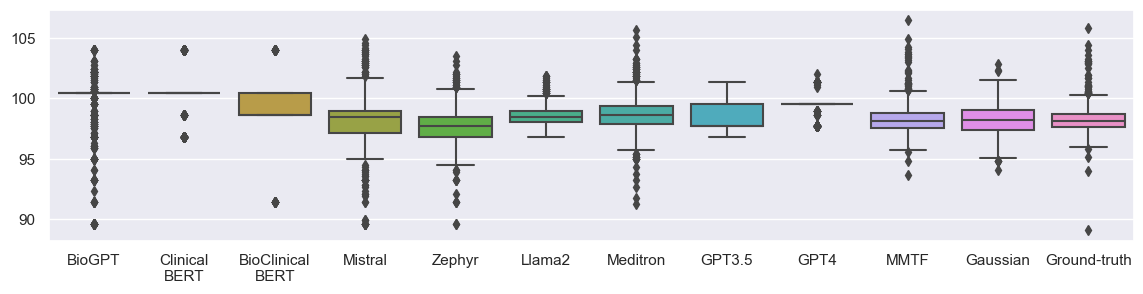 105
100
95
90
BioGPT
Clinical
BERT
BioClinical
BERT
Mistral
Zephyr
Llama2
Meditron
GPT3.5
GPT4
MMTF
Gaussian
Ground-truth